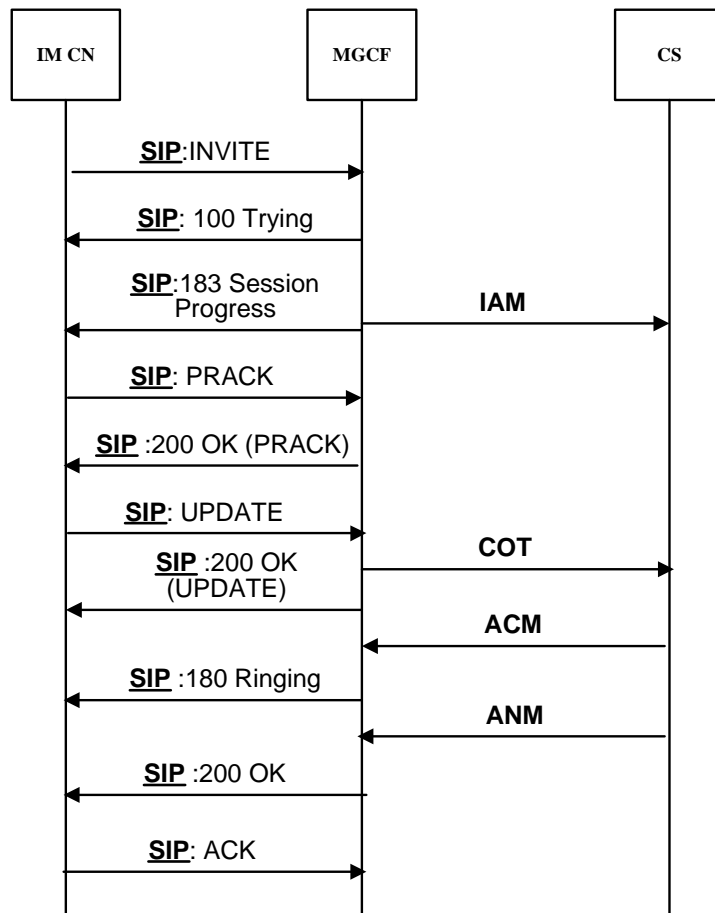 IM CN
MGCF
CS
SIP:INVITE
SIP: 100 Trying
SIP:183 Session
Progress
IAM
SIP: PRACK
SIP :200 OK (PRACK)
SIP: UPDATE
SIP :200 OK
(UPDATE)
COT
ACM
SIP :180 Ringing
ANM
SIP :200 OK
SIP: ACK